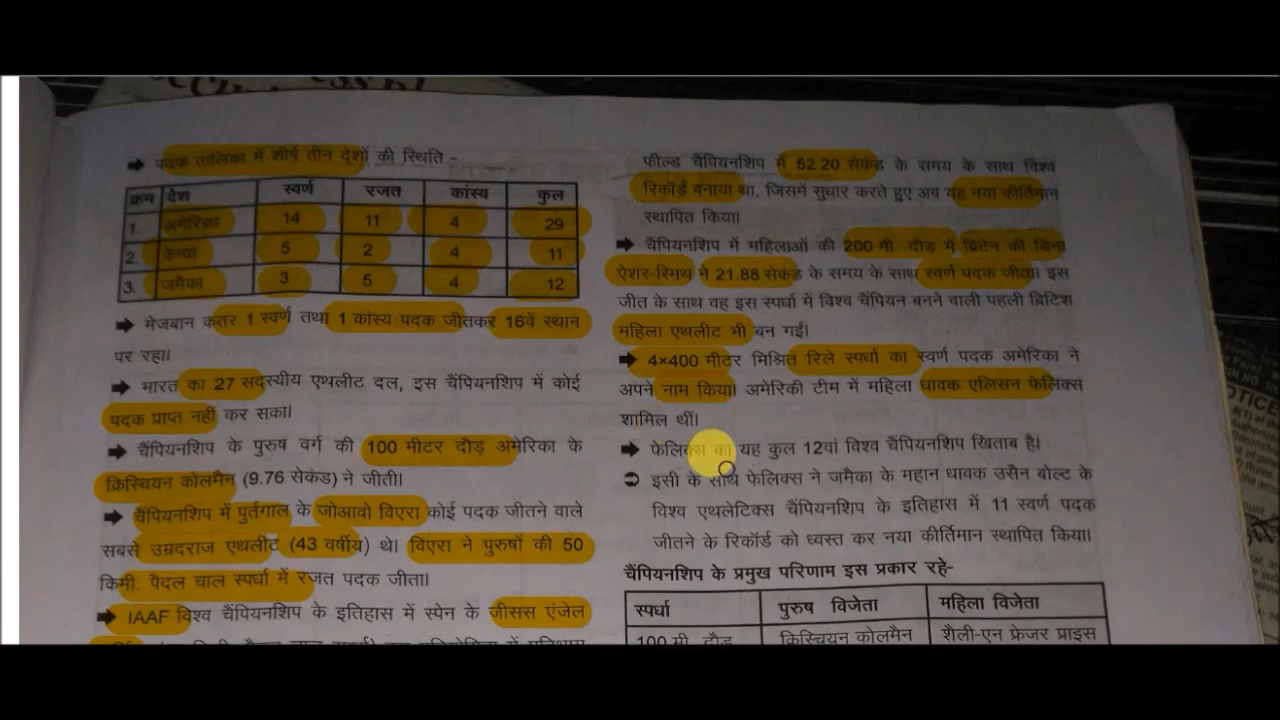 ➡ पदक तालिका में शीर्ष तीन देशों की स्थिति -
क्रम देश स्वर्ण रजत कांस्य कुल
1. अमेरिका 14 11 4 29
2. केन्या 5 2 4 11
3. जमैका 3 5 4 12
➡ मेजबान कतर 1 स्वर्ण तथा 1 कांस्य पदक जीतकर 16वें स्थान
पर रहा।
➡ भारत का 27 सदस्यीय एथलीट दल, इस चैंपियनशिप में कोई
पदक प्राप्त नहीं कर सका।
➡ चैंपियनशिप के पुरुष वर्ग की 100 मीटर दौड़ अमेरिका के
क्रिस्चियन कोलमैन (9.76 सेकंड) ने जीती।
➡ चैंपियनशिप में पुर्तगाल के जोआवो विएरा कोई पदक जीतने वाले
सबसे उम्रदराज एथलीट (43 वर्षीय) थे। विएरा ने पुरुषों की 50
किमी. पैदल चाल स्पर्धा में रजत पदक जीता।
➡ IAAF विश्व चैंपियनशिप के इतिहास में स्पेन के जीसस एंजेल
फील्ड चैंपियनशिप में 52.20 सेकंड के समय के साथ विश्व
रिकॉर्ड बनाया था, जिसमें सुधार करते हुए अब यह नया कीर्तिमान
स्थापित किया।
➡ चैंपियनशिप में महिलाओं की 200 मी. दौड़ में ब्रिटेन की डिना
ऐशर-स्मिथ ने 21.88 सेकंड के समय के साथ स्वर्ण पदक जीता। इस
जीत के साथ वह इस स्पर्धा में विश्व चैंपियन बनने वाली पहली ब्रिटिश
महिला एथलीट भी बन गईं।
➡ 4×400 मीटर मिश्रित रिले स्पर्धा का स्वर्ण पदक अमेरिका ने
अपने नाम किया। अमेरिकी टीम में महिला धावक एलिसन फेलिक्स
शामिल थीं।
➡ फेलिक्स का यह कुल 12वां विश्व चैंपियनशिप खिताब है।
➲ इसी के साथ फेलिक्स ने जमैका के महान धावक उसैन बोल्ट के
विश्व एथलेटिक्स चैंपियनशिप के इतिहास में 11 स्वर्ण पदक
जीतने के रिकॉर्ड को ध्वस्त कर नया कीर्तिमान स्थापित किया।
चैंपियनशिप के प्रमुख परिणाम इस प्रकार रहे-
स्पर्धा पुरुष विजेता महिला विजेता
100 मी. दौड़ क्रिस्चियन कोलमैन शैली-एन फ्रेजर प्राइस